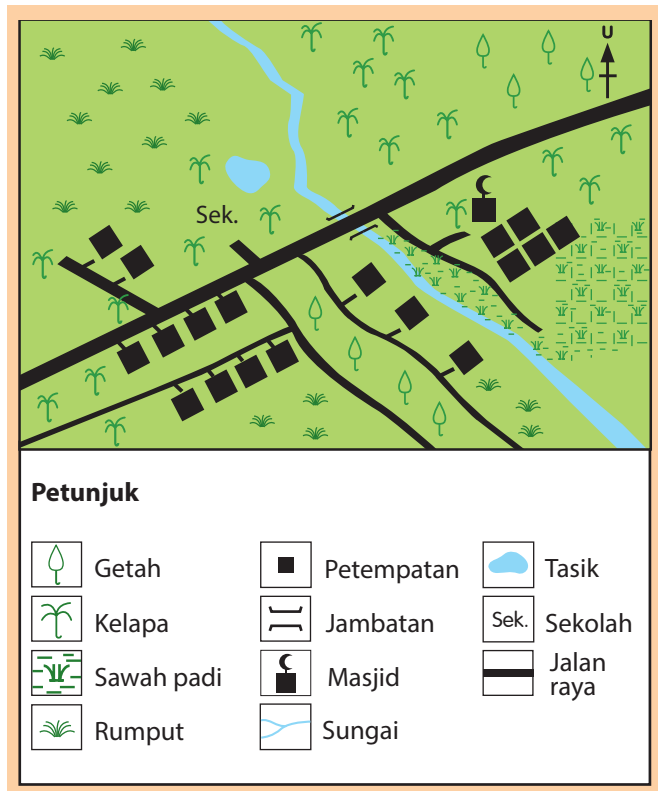 U
Sek.
Petunjuk
Getah
Kelapa
Sawah padi
Rumput
Petempatan
Jambatan
Masjid
Sungai
Tasik
Sek.
Sekolah
Jalan
raya